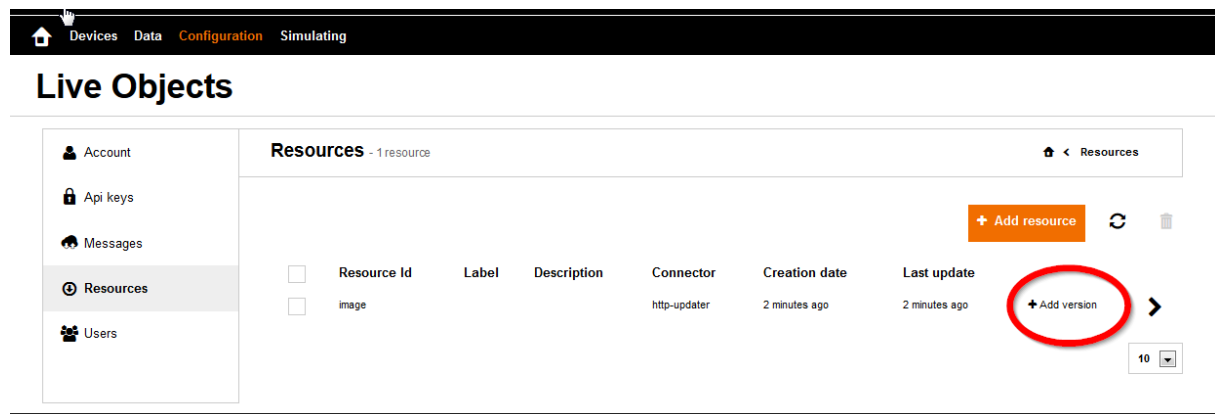 Devices Data Configuration Simulating
Live Objects
Account
Api keys
Messages
Resources
Users
Resources - 1 resource
< Resources
+ Add resource
Resource Id Label Description Connector Creation date Last update
image http-updater 2 minutes ago 2 minutes ago + Add version
10